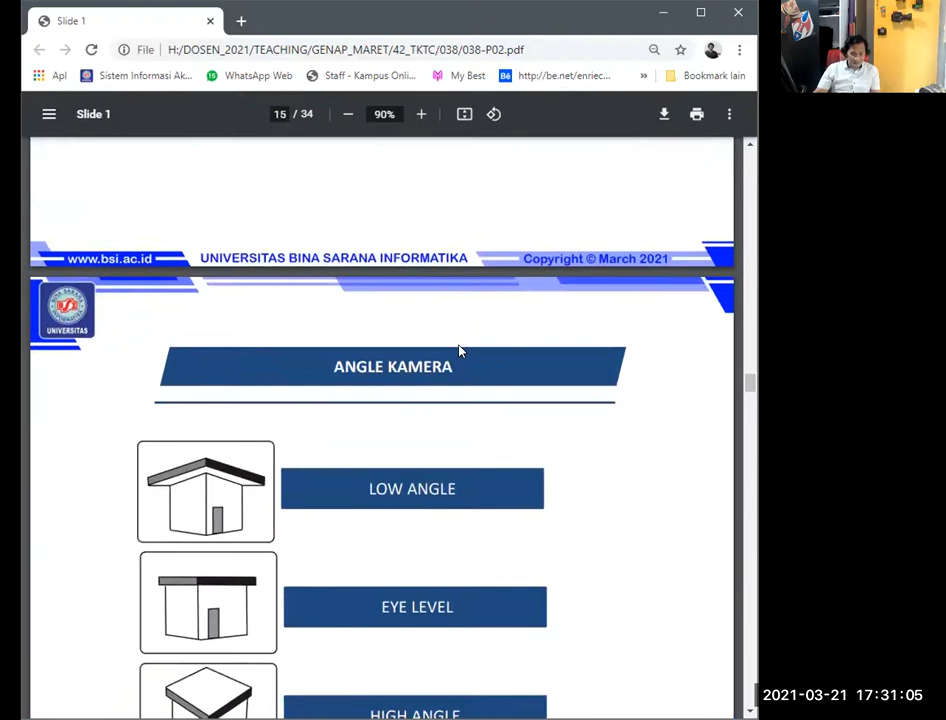 Slide 1
File H:/DOSEN_2021/TEACHING/GENAP_MARET/42_TKTC/038/038-P02.pdf
Apl Sistem Informasi Ak... WhatsApp Web Staff - Kampus Onli... My Best Bē http://be.net/enriec... » Bookmark lain
Slide 1 15 / 34 90%
www.bsi.ac.id UNIVERSITAS BINA SARANA INFORMATIKA Copyright © March 2021
UNIVERSITAS
ANGLE KAMERA
LOW ANGLE
EYE LEVEL
HIGH ANGLE
2021-03-21 17:31:05